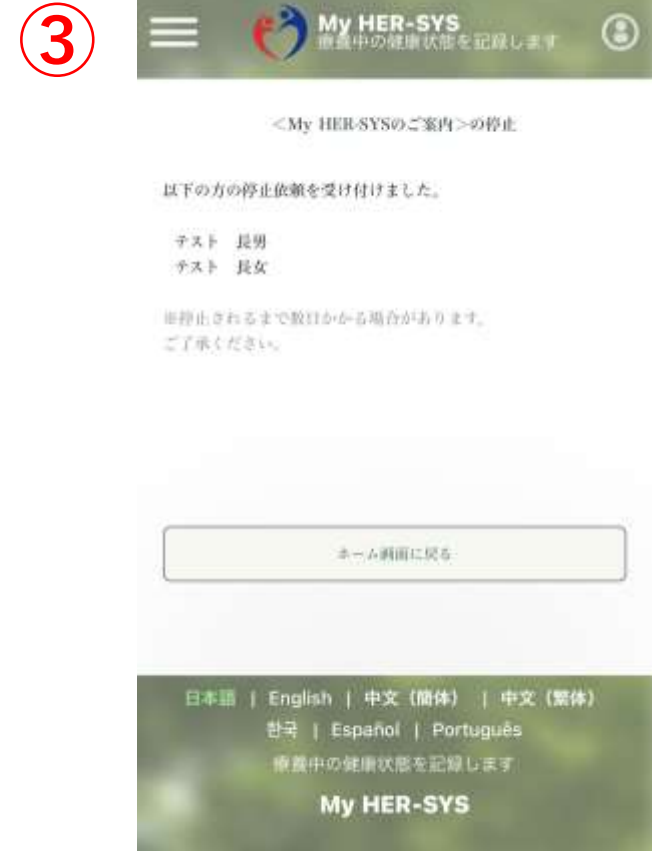 ③
My HER-SYS
療養中の健康状態を記録します
＜My HER-SYSのご案内＞の停止
以下の方の停止依頼を受け付けました。
テスト　長男
テスト　長女
※停止されるまで数日かかる場合があります。
ご了承ください。
ホーム画面に戻る
日本語 | English | 中文（簡体） | 中文（繁体）
한국 | Español | Português
療養中の健康状態を記録します
My HER-SYS